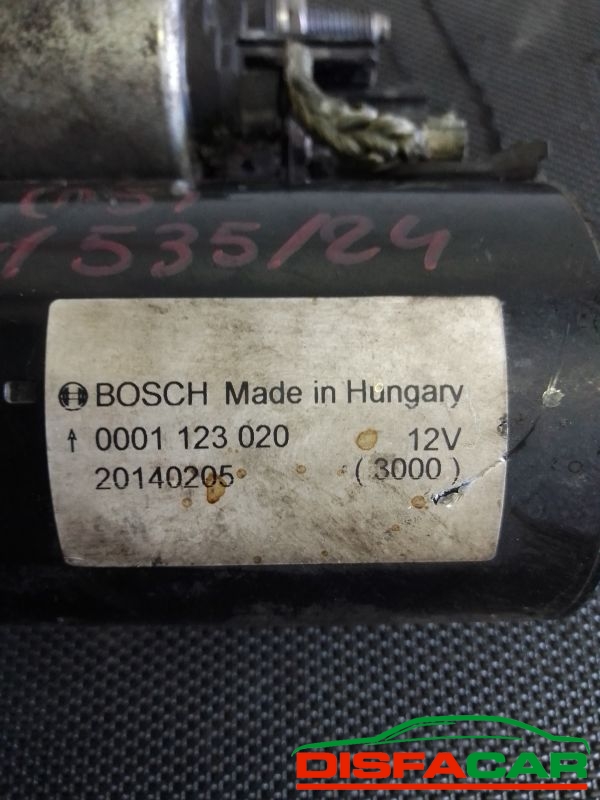 1535/24
BOSCH Made in Hungary
↑ 0001 123 020 12V
20140205 (3000)
DISFACAR